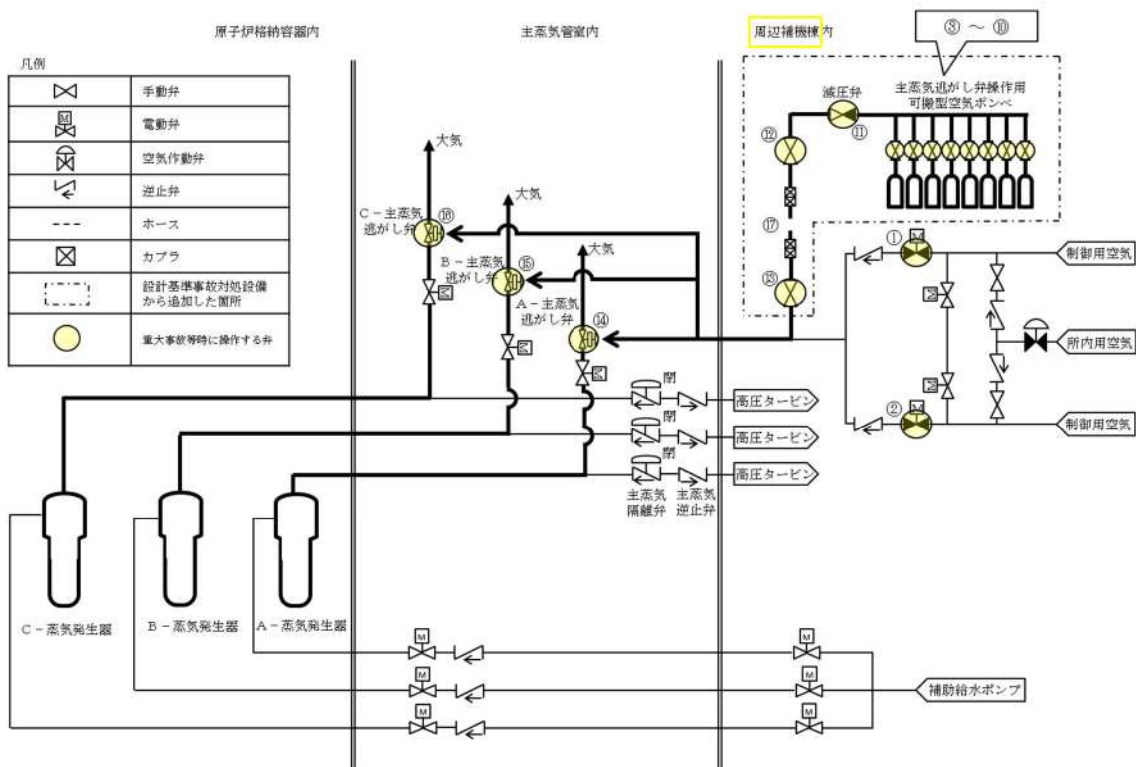 原子炉格納容器内
主蒸気管室内
周辺補機棟内
③ ～ ⑩
凡例
手動弁
M
電動弁
空気作動弁
逆止弁
ホース
カプラ
設計基準事故対処設備
から追加した箇所
重大事故等時に操作する弁
主蒸気逃がし弁操作用
可搬型空気ボンベ
減圧弁
⑪
⑫
⑰
⑬
大気
C－主蒸気
逃がし弁
⑯
大気
B－主蒸気
逃がし弁
⑮
大気
A－主蒸気
逃がし弁
⑭
M
M
M
①
M
制御用空気
M
所内用空気
M
②
M
制御用空気
閉
高圧タービン
閉
高圧タービン
閉
高圧タービン
主蒸気
隔離弁
主蒸気
逆止弁
C－蒸気発生器
B－蒸気発生器
A－蒸気発生器
M
M
M
M
補助給水ポンプ
M
M